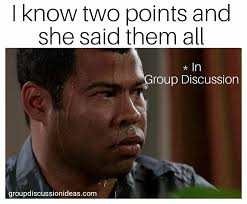 I know two points and
she said them all
* In
Group Discussion
groupdiscussionideas.com